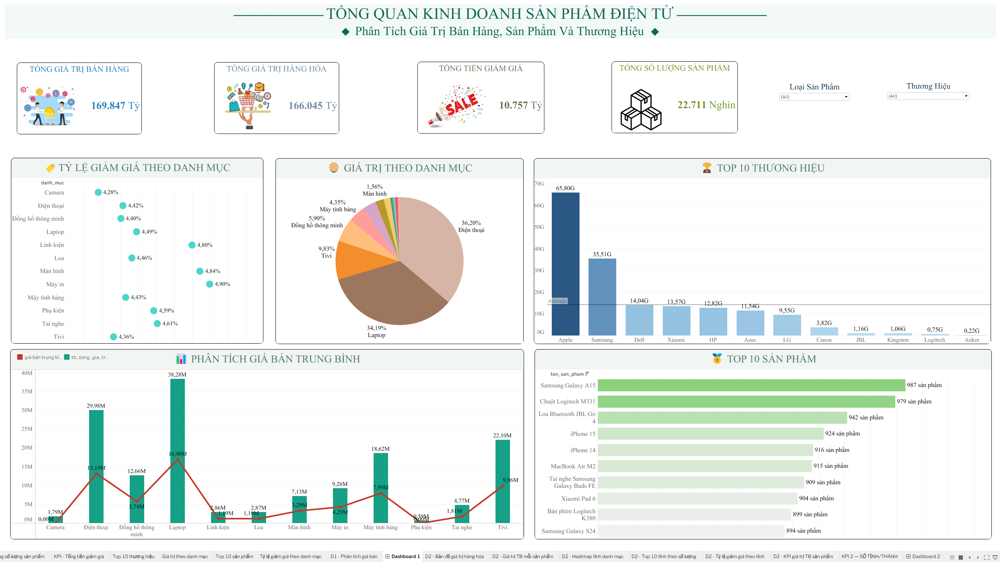 TỔNG QUAN KINH DOANH SẢN PHẨM ĐIỆN TỬ
◆ Phân Tích Giá Trị Bán Hàng, Sản Phẩm Và Thương Hiệu ◆
TỔNG GIÁ TRỊ BÁN HÀNG
169.847 Tỷ
TỔNG GIÁ TRỊ HÀNG HÓA
166.045 Tỷ
TỔNG TIỀN GIẢM GIÁ
SALE
10.757 Tỷ
TỔNG SỐ LƯỢNG SẢN PHẨM
22.711 Nghìn
Loại Sản Phẩm
(All)
Thương Hiệu
(All)
TỶ LỆ GIẢM GIÁ THEO DANH MỤC
danh_muc
Camera 4,28%
Điện thoại 4,42%
Đồng hồ thông minh 4,40%
Laptop 4,49%
Linh kiện 4,80%
Loa 4,46%
Màn hình 4,84%
Máy in 4,90%
Máy tính bảng 4,43%
Phụ kiện 4,59%
Tai nghe 4,61%
Tivi 4,36%
GIÁ TRỊ THEO DANH MỤC
1,56%
Màn hình
4,35%
Máy tính bảng
5,90%
Đồng hồ thông minh
9,83%
Tivi
36,20%
Điện thoại
34,19%
Laptop
TOP 10 THƯƠNG HIỆU
70G
60G
50G
40G
30G
20G
10G
0G
Average
65,80G
35,51G
14,04G
13,57G
12,82G
11,54G
9,55G
3,82G
1,16G
1,06G
0,75G
0,22G
Apple Samsung Dell Xiaomi HP Asus LG Canon JBL Kingston Logitech Anker
giá bán trung bì.. tb_tong_gia_tr..
PHÂN TÍCH GIÁ BÁN TRUNG BÌNH
40M
35M
30M
25M
20M
15M
10M
5M
0M
1,79M
0,00M
29,98M
13,19M
12,66M
5,74M
38,28M
16,98M
2,86M
1,19M
2,87M
1,19M
7,13M
3,29M
9,26M
4,29M
18,62M
7,99M
0,59M
0,00M
4,77M
1,81M
22,10M
9,96M
Camera Điện thoại Đồng hồ thông Laptop Linh kiện Loa Màn hình Máy in Máy tính bảng Phụ kiện Tai nghe Tivi
minh
TOP 10 SẢN PHẨM
ten_san_pham
Samsung Galaxy A15 987 sản phẩm
Chuột Logitech M331 979 sản phẩm
Loa Bluetooth JBL Go
4
942 sản phẩm
iPhone 15 924 sản phẩm
iPhone 14 916 sản phẩm
MacBook Air M2 915 sản phẩm
Tai nghe Samsung
Galaxy Buds FE
909 sản phẩm
Xiaomi Pad 6 904 sản phẩm
Bàn phím Logitech
K380
899 sản phẩm
Samsung Galaxy S24 894 sản phẩm
ng số lượng sản phẩm KPI - Tổng tiền giảm giá Top 10 thương hiệu Giá trị theo danh mục Top 10 sản phẩm Tỷ lệ giảm giá theo danh mục D1 - Phân tích giá bán Dashboard 1 D2 - Bản đồ giá trị hàng hóa D2 - Giá trị TB mỗi sản phẩm D2 - Heatmap tỉnh danh mục D2 - Top 10 tỉnh theo số lượng D2 - Tỷ lệ giảm giá theo tỉnh D2 - KPI giá trị TB sản phẩm KPI 2 — SỐ TỈNH/THÀNH Dashboard 2